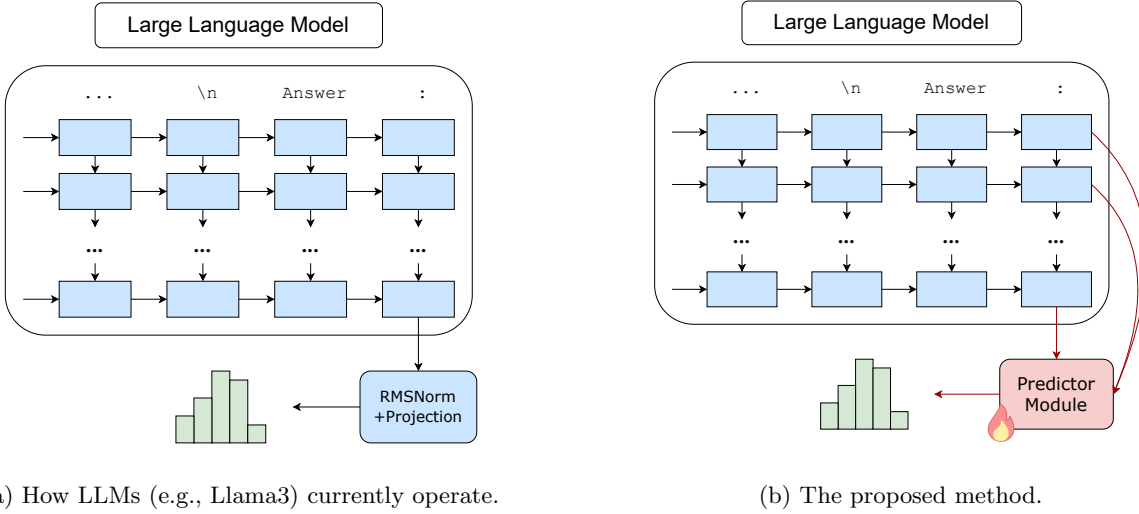 Large Language Model
... \n Answer :
... ... ... ...
RMSNorm
+Projection
) How LLMs (e.g., Llama3) currently operate.
Large Language Model
... \n Answer :
... ... ... ...
Predictor
Module
(b) The proposed method.